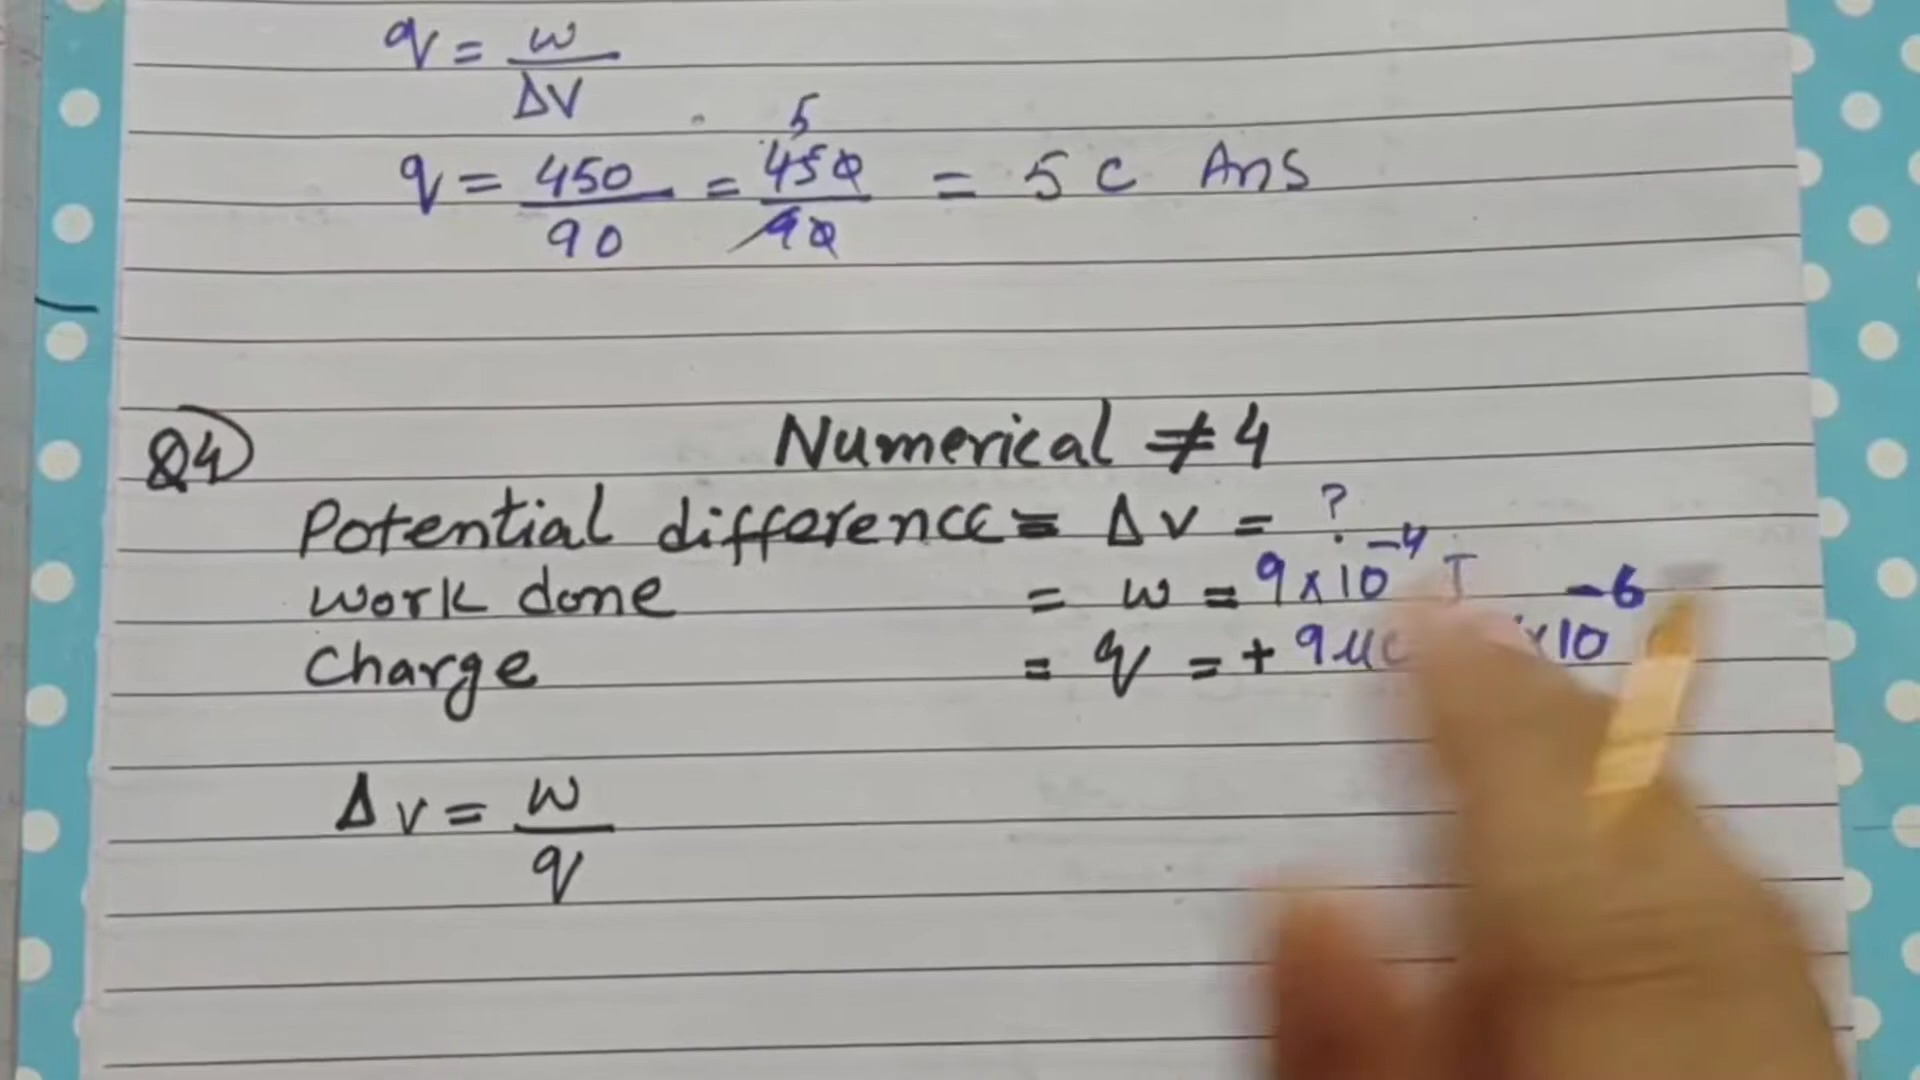 q = w/ΔV
q = 450/90 = 450/90 5 = 5 C Ans
Q4) Numerical ≠ 4
Potential difference = ΔV = ?
Work done = w = 9x10⁻⁴ J
Charge = q = + 9μC x10⁻⁶
ΔV = w/q